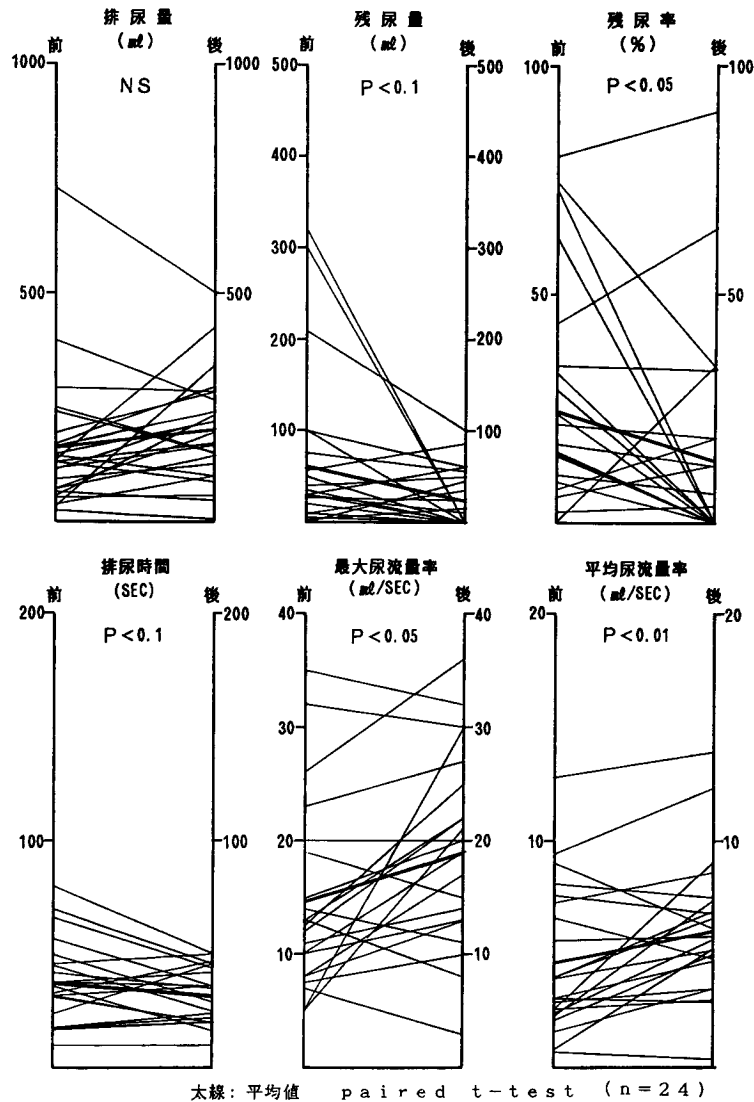 排尿量
(ml)
前 後
NS
1000 1000
500 500
残尿量
(ml)
前 後
P<0.1
500 500
400 400
300 300
200 200
100 100
残尿率
(%)
前 後
P<0.05
100 100
50 50
排尿時間
(SEC)
前 後
P<0.1
200 200
100 100
最大尿流量率
(ml/SEC)
前 後
P<0.05
40 40
30 30
20 20
10 10
平均尿流量率
(ml/SEC)
前 後
P<0.01
20 20
10 10
太線:平均値 paired t-test (n=24)